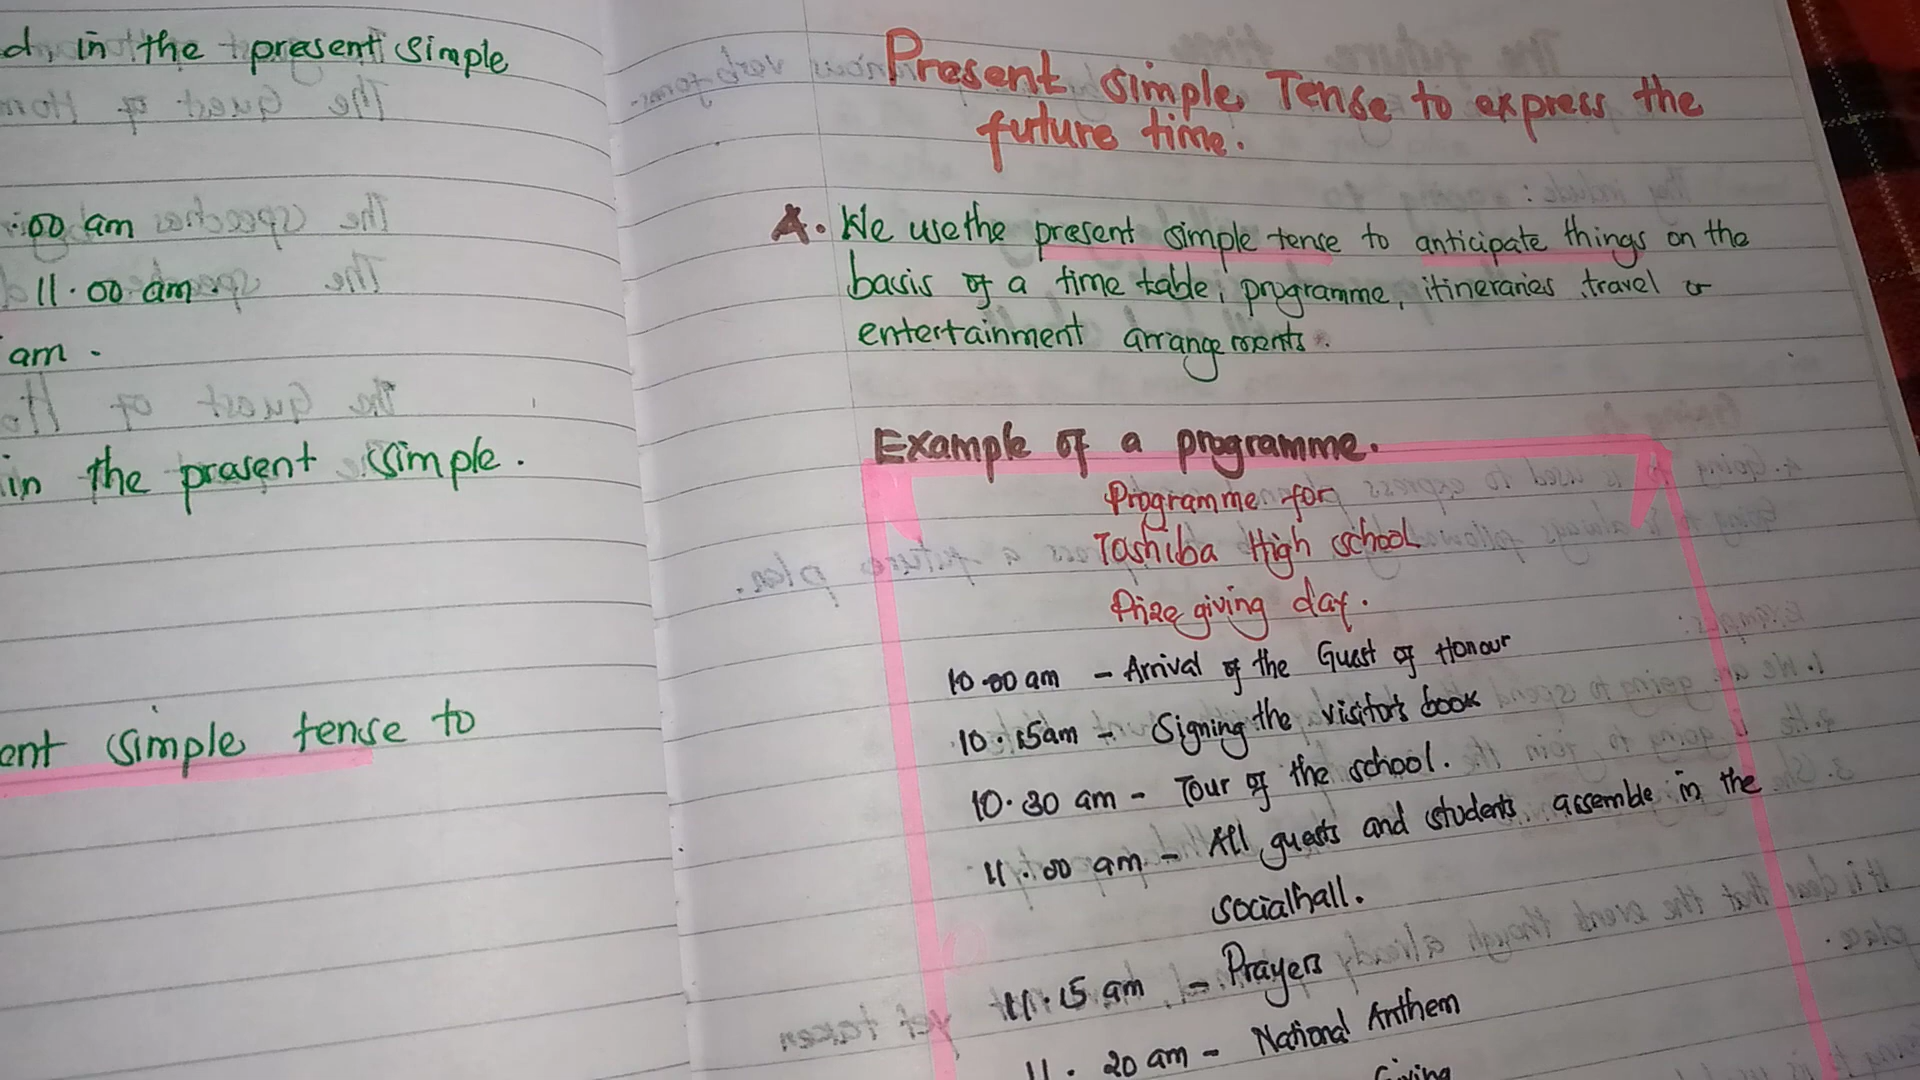 d in the present simple
:00 am
11.00 am.
am.
in the present simple.
ent simple tense to
Present simple Tense to express the
future time.
A. We use the present simple tense to anticipate things on the
basis of a time table, programme, itineraries travel or
entertainment arrangements.
Example of a programme.
Programme for
Toshiba High school
Prize giving day.
10.00 am - Arrival of the Guest of Honour
10.15am - Signing the visitor's book
10.30 am - Tour of the school.
11.00 am - All guests and students assemble in the
socialhall.
11.15 am - Prayers
11.20 am - National Anthem